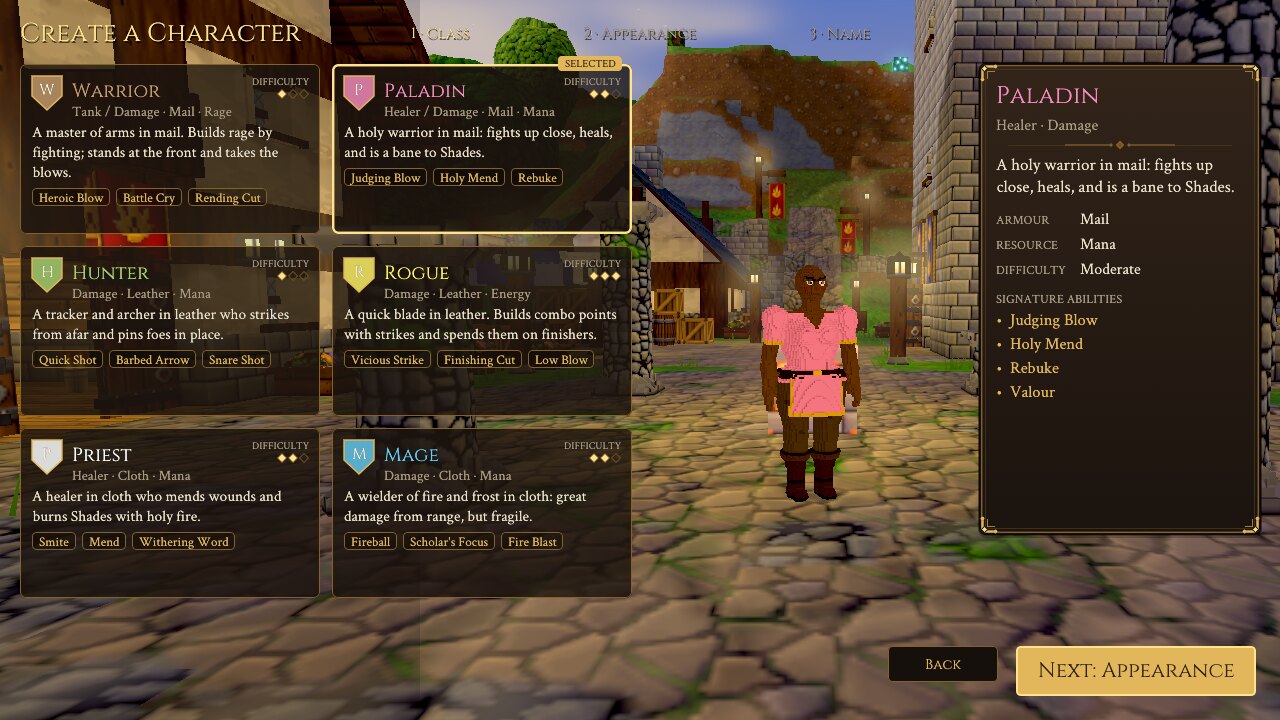 Create a Character
1 · Class
2 · Appearance
3 · Name
W
Warrior
Difficulty
Tank / Damage · Mail · Rage
A master of arms in mail. Builds rage by
fighting; stands at the front and takes the
blows.
Heroic Blow
Battle Cry
Rending Cut
Selected
P
Paladin
Difficulty
Healer / Damage · Mail · Mana
A holy warrior in mail: fights up close, heals,
and is a bane to Shades.
Judging Blow
Holy Mend
Rebuke
H
Hunter
Difficulty
Damage · Leather · Mana
A tracker and archer in leather who strikes
from afar and pins foes in place.
Quick Shot
Barbed Arrow
Snare Shot
R
Rogue
Difficulty
Damage · Leather · Energy
A quick blade in leather. Builds combo points
with strikes and spends them on finishers.
Vicious Strike
Finishing Cut
Low Blow
P
Priest
Difficulty
Healer · Cloth · Mana
A healer in cloth who mends wounds and
burns Shades with holy fire.
Smite
Mend
Withering Word
M
Mage
Difficulty
Damage · Cloth · Mana
A wielder of fire and frost in cloth: great
damage from range, but fragile.
Fireball
Scholar's Focus
Fire Blast
Paladin
Healer · Damage
A holy warrior in mail: fights up
close, heals, and is a bane to Shades.
Armour Mail
Resource Mana
Difficulty Moderate
Signature Abilities
• Judging Blow
• Holy Mend
• Rebuke
• Valour
Back
Next: Appearance